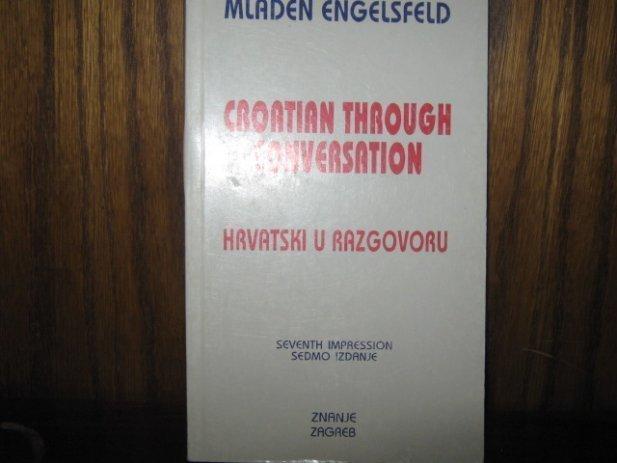 MLADEN ENGELSFELD
CROATIAN THROUGH
CONVERSATION
HRVATSKI U RAZGOVORU
SEVENTH IMPRESSION
SEDMO IZDANJE
ZNANJE
ZAGREB